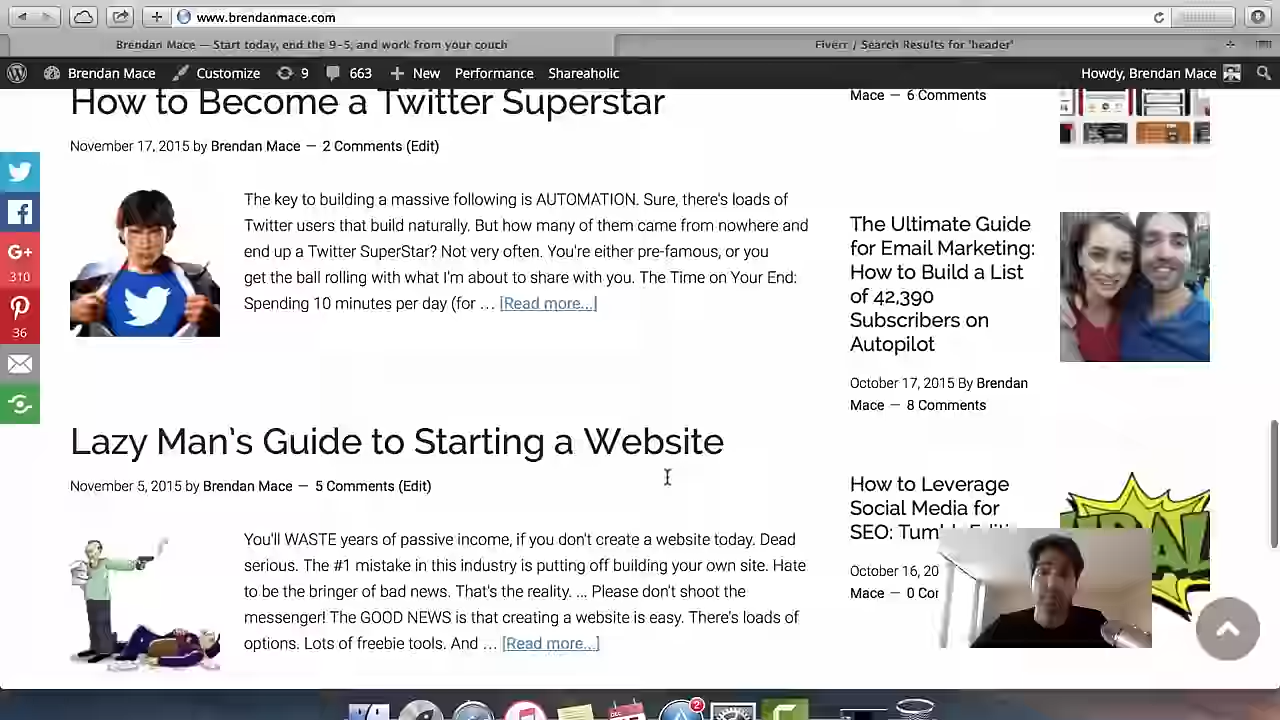 www.brendanmace.com
Brendan Mace — Start today, end the 9-5, and work from your couch
Fiverr / Search Results for 'header'
Brendan Mace
Customize
9
663
New
Performance
Shareaholic
Howdy, Brendan Mace
How to Become a Twitter Superstar
November 17, 2015 by Brendan Mace — 2 Comments (Edit)
The key to building a massive following is AUTOMATION. Sure, there's loads of
Twitter users that build naturally. But how many of them came from nowhere and
end up a Twitter SuperStar? Not very often. You're either pre-famous, or you
get the ball rolling with what I'm about to share with you. The Time on Your End:
Spending 10 minutes per day (for … [Read more...]
Lazy Man's Guide to Starting a Website
November 5, 2015 by Brendan Mace — 5 Comments (Edit)
You'll WASTE years of passive income, if you don't create a website today. Dead
serious. The #1 mistake in this industry is putting off building your own site. Hate
to be the bringer of bad news. That's the reality. ... Please don't shoot the
messenger! The GOOD NEWS is that creating a website is easy. There's loads of
options. Lots of freebie tools. And … [Read more...]
Mace — 6 Comments
The Ultimate Guide
for Email Marketing:
How to Build a List
of 42,390
Subscribers on
Autopilot
October 17, 2015 By Brendan
Mace — 8 Comments
How to Leverage
Social Media for
SEO:
October 16,
Mace — 0
G+
310
36
2